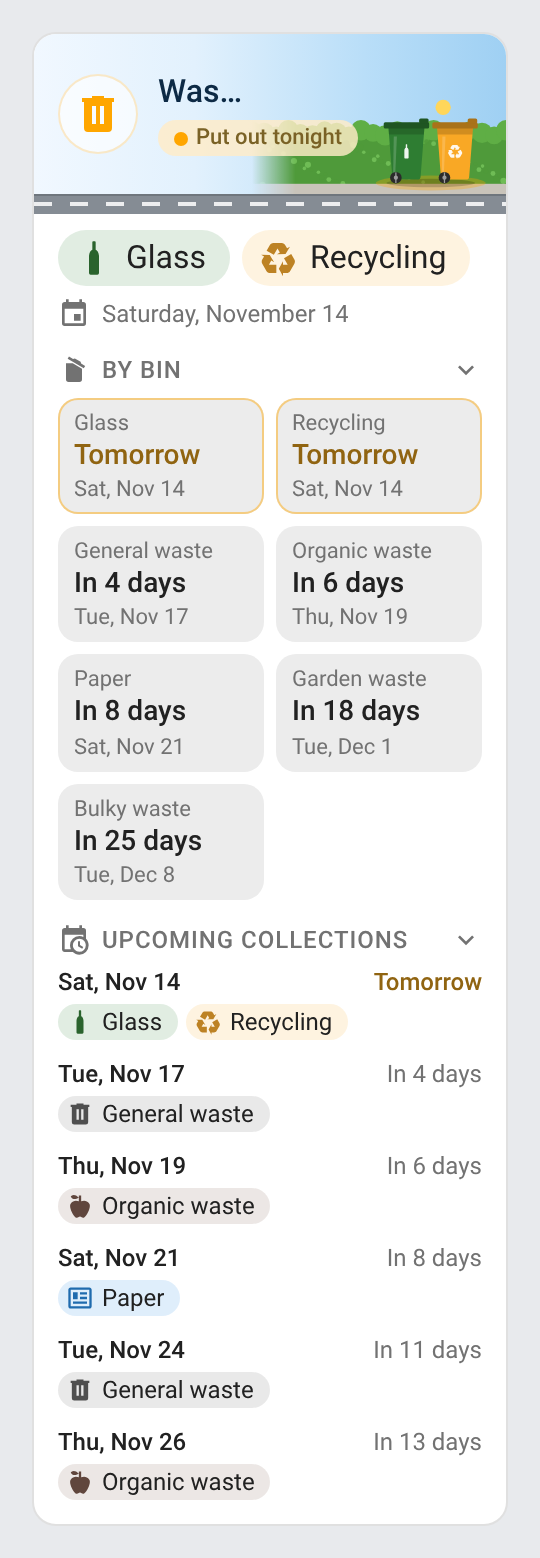 Was…
Put out tonight
Glass
Recycling
Saturday, November 14
BY BIN
Glass
Tomorrow
Sat, Nov 14
Recycling
Tomorrow
Sat, Nov 14
General waste
In 4 days
Tue, Nov 17
Organic waste
In 6 days
Thu, Nov 19
Paper
In 8 days
Sat, Nov 21
Garden waste
In 18 days
Tue, Dec 1
Bulky waste
In 25 days
Tue, Dec 8
UPCOMING COLLECTIONS
Sat, Nov 14 Tomorrow
Glass Recycling
Tue, Nov 17 In 4 days
General waste
Thu, Nov 19 In 6 days
Organic waste
Sat, Nov 21 In 8 days
Paper
Tue, Nov 24 In 11 days
General waste
Thu, Nov 26 In 13 days
Organic waste